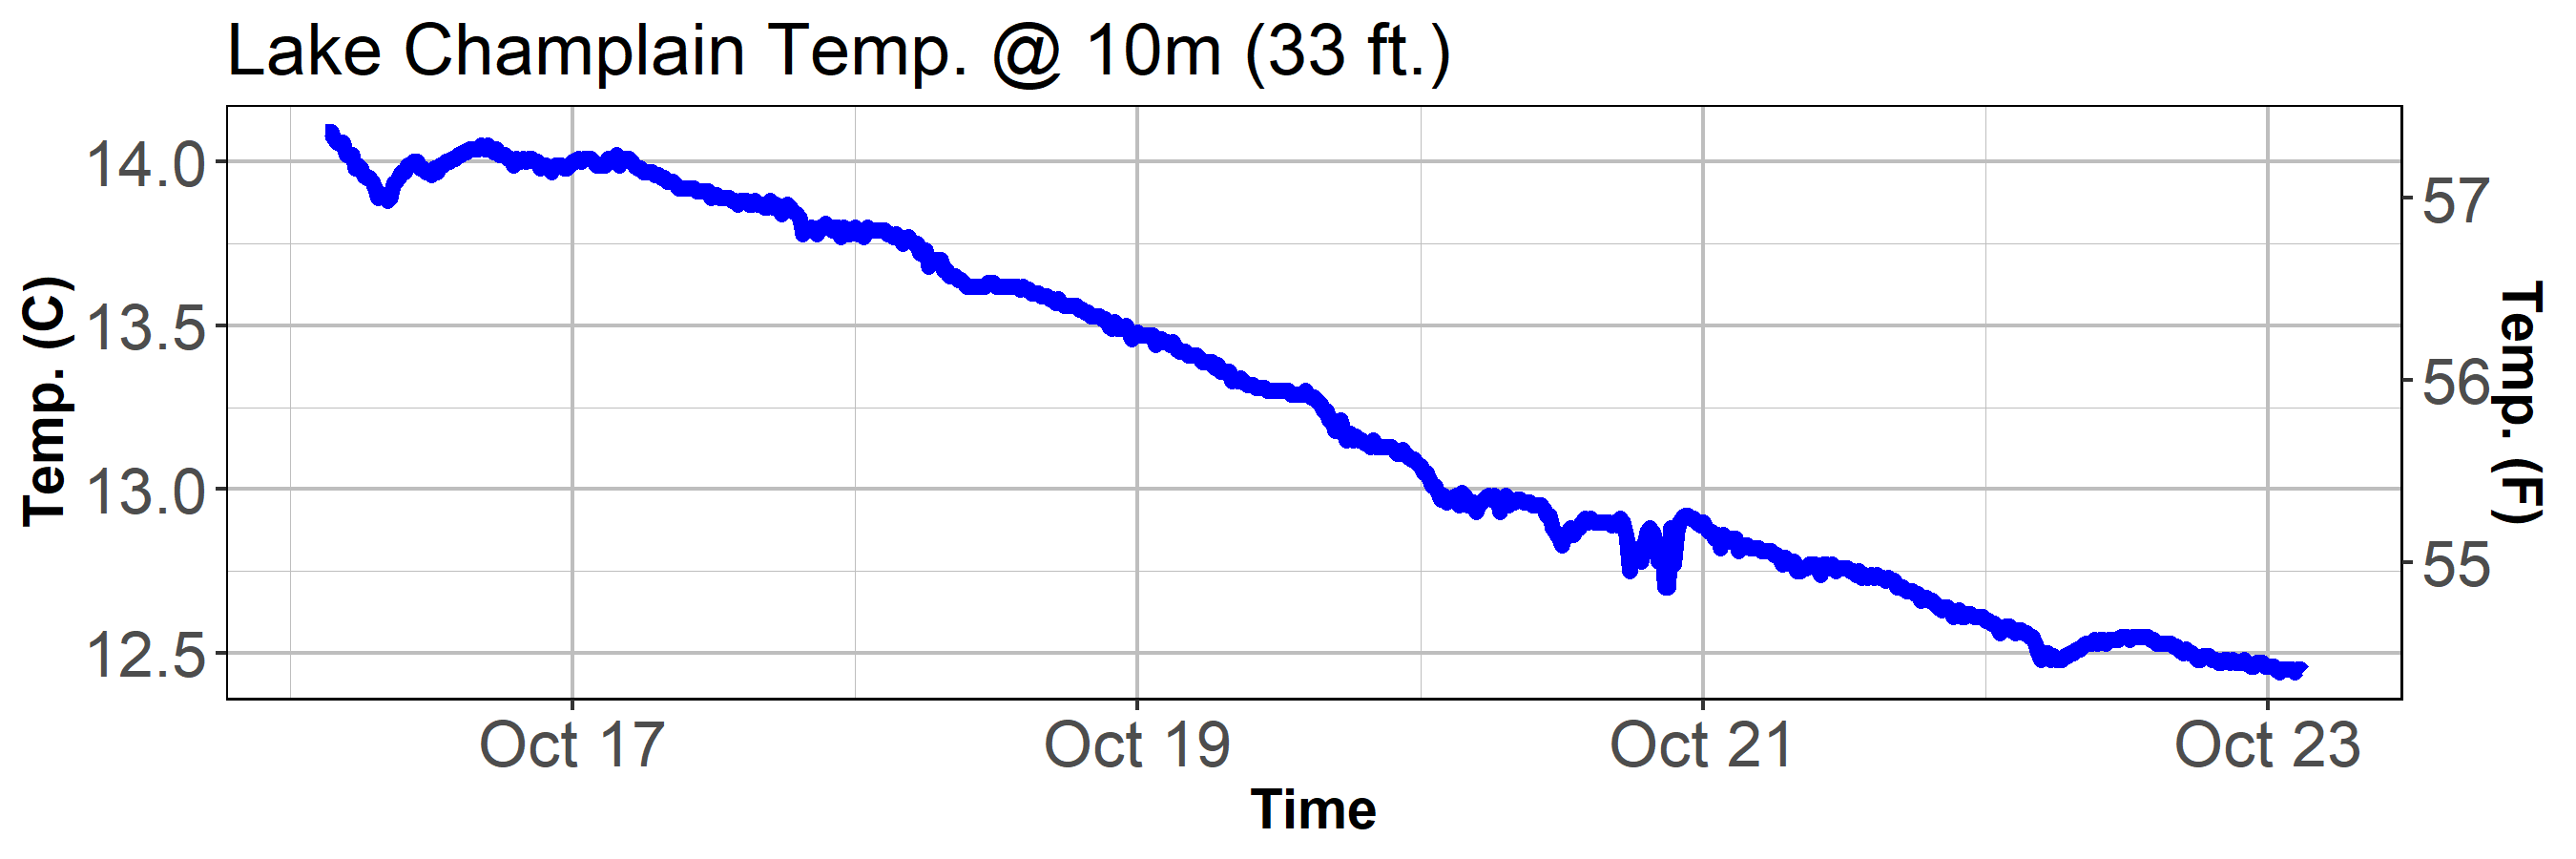 Lake Champlain Temp. @ 10m (33 ft.)
Temp. (C)
14.0
13.5
13.0
12.5
57
56
55
Temp. (F)
Oct 17 Oct 19 Oct 21 Oct 23
Time